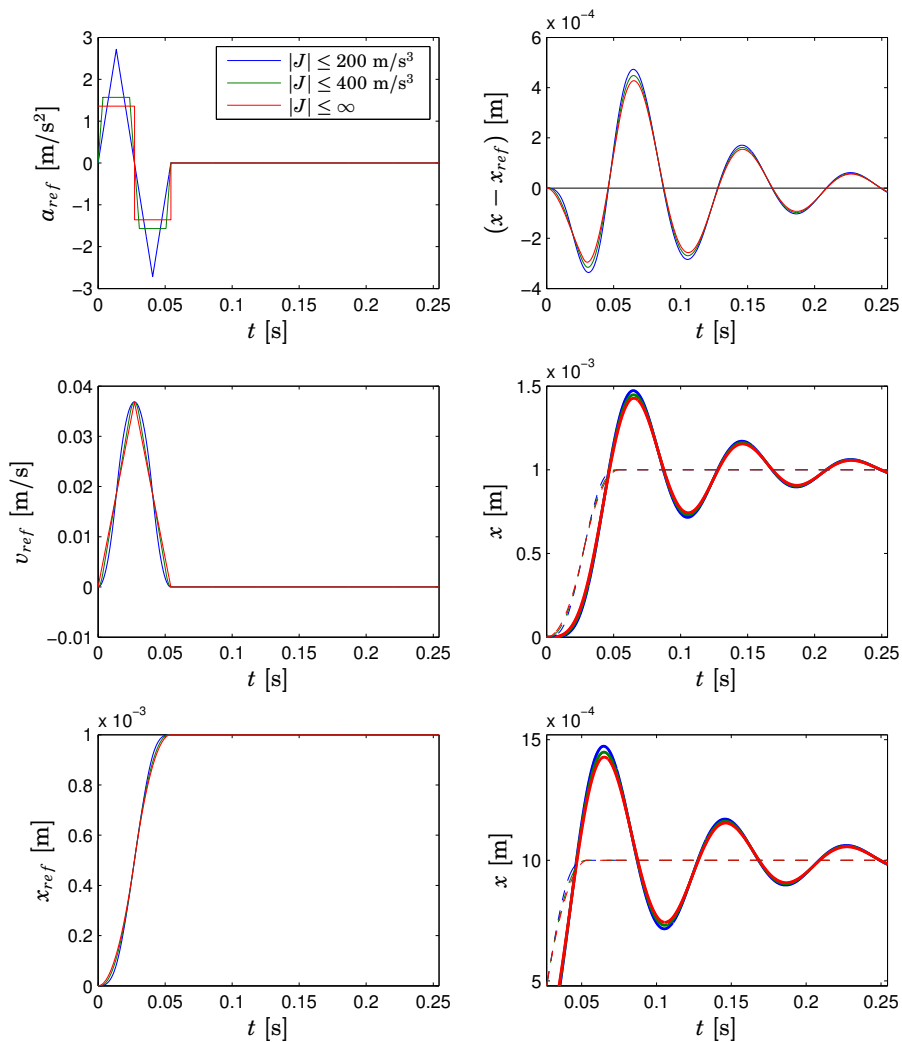 3
2
1
0
−1
−2
−3
a_ref [m/s²]
|J| ≤ 200 m/s³
|J| ≤ 400 m/s³
|J| ≤ ∞
0 0.05 0.1 0.15 0.2 0.25
t [s]
x 10⁻⁴
6
4
2
0
−2
−4
(x − x_ref) [m]
0 0.05 0.1 0.15 0.2 0.25
t [s]
0.04
0.03
0.02
0.01
0
−0.01
v_ref [m/s]
0 0.05 0.1 0.15 0.2 0.25
t [s]
x 10⁻³
1.5
1
0.5
0
x [m]
0 0.05 0.1 0.15 0.2 0.25
t [s]
x 10⁻³
1
0.8
0.6
0.4
0.2
0
x_ref [m]
0 0.05 0.1 0.15 0.2 0.25
t [s]
x 10⁻⁴
15
10
5
x [m]
0.05 0.1 0.15 0.2 0.25
t [s]